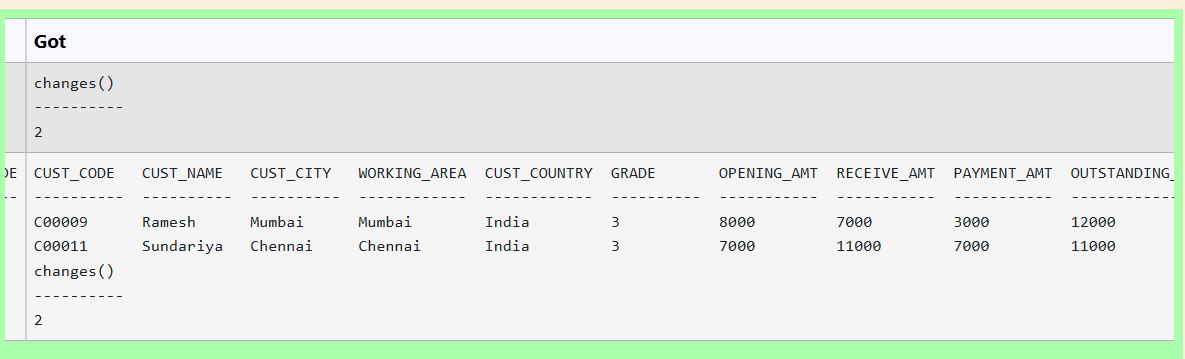 Got
changes()
----------
2
DE CUST_CODE CUST_NAME CUST_CITY WORKING_AREA CUST_COUNTRY GRADE OPENING_AMT RECEIVE_AMT PAYMENT_AMT OUTSTANDING_
-- ---------- ---------- ---------- ------------ ------------ ---------- ----------- ----------- ----------- ------------
C00009 Ramesh Mumbai Mumbai India 3 8000 7000 3000 12000
C00011 Sundariya Chennai Chennai India 3 7000 11000 7000 11000
changes()
----------
2